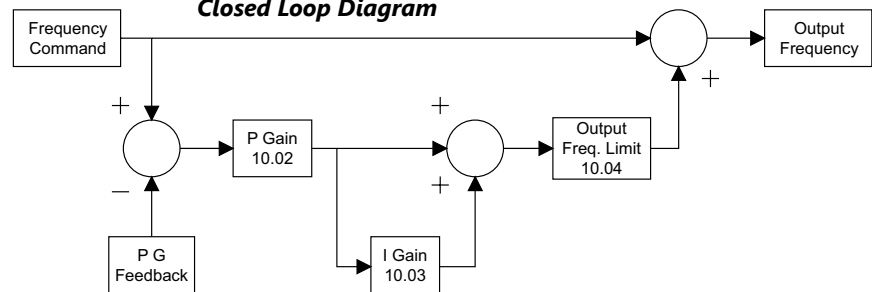 Closed Loop Diagram
Frequency
Command
Output
Frequency
+
+
+
P Gain
10.02
Output
Freq. Limit
10.04
−
+
P G
Feedback
I Gain
10.03